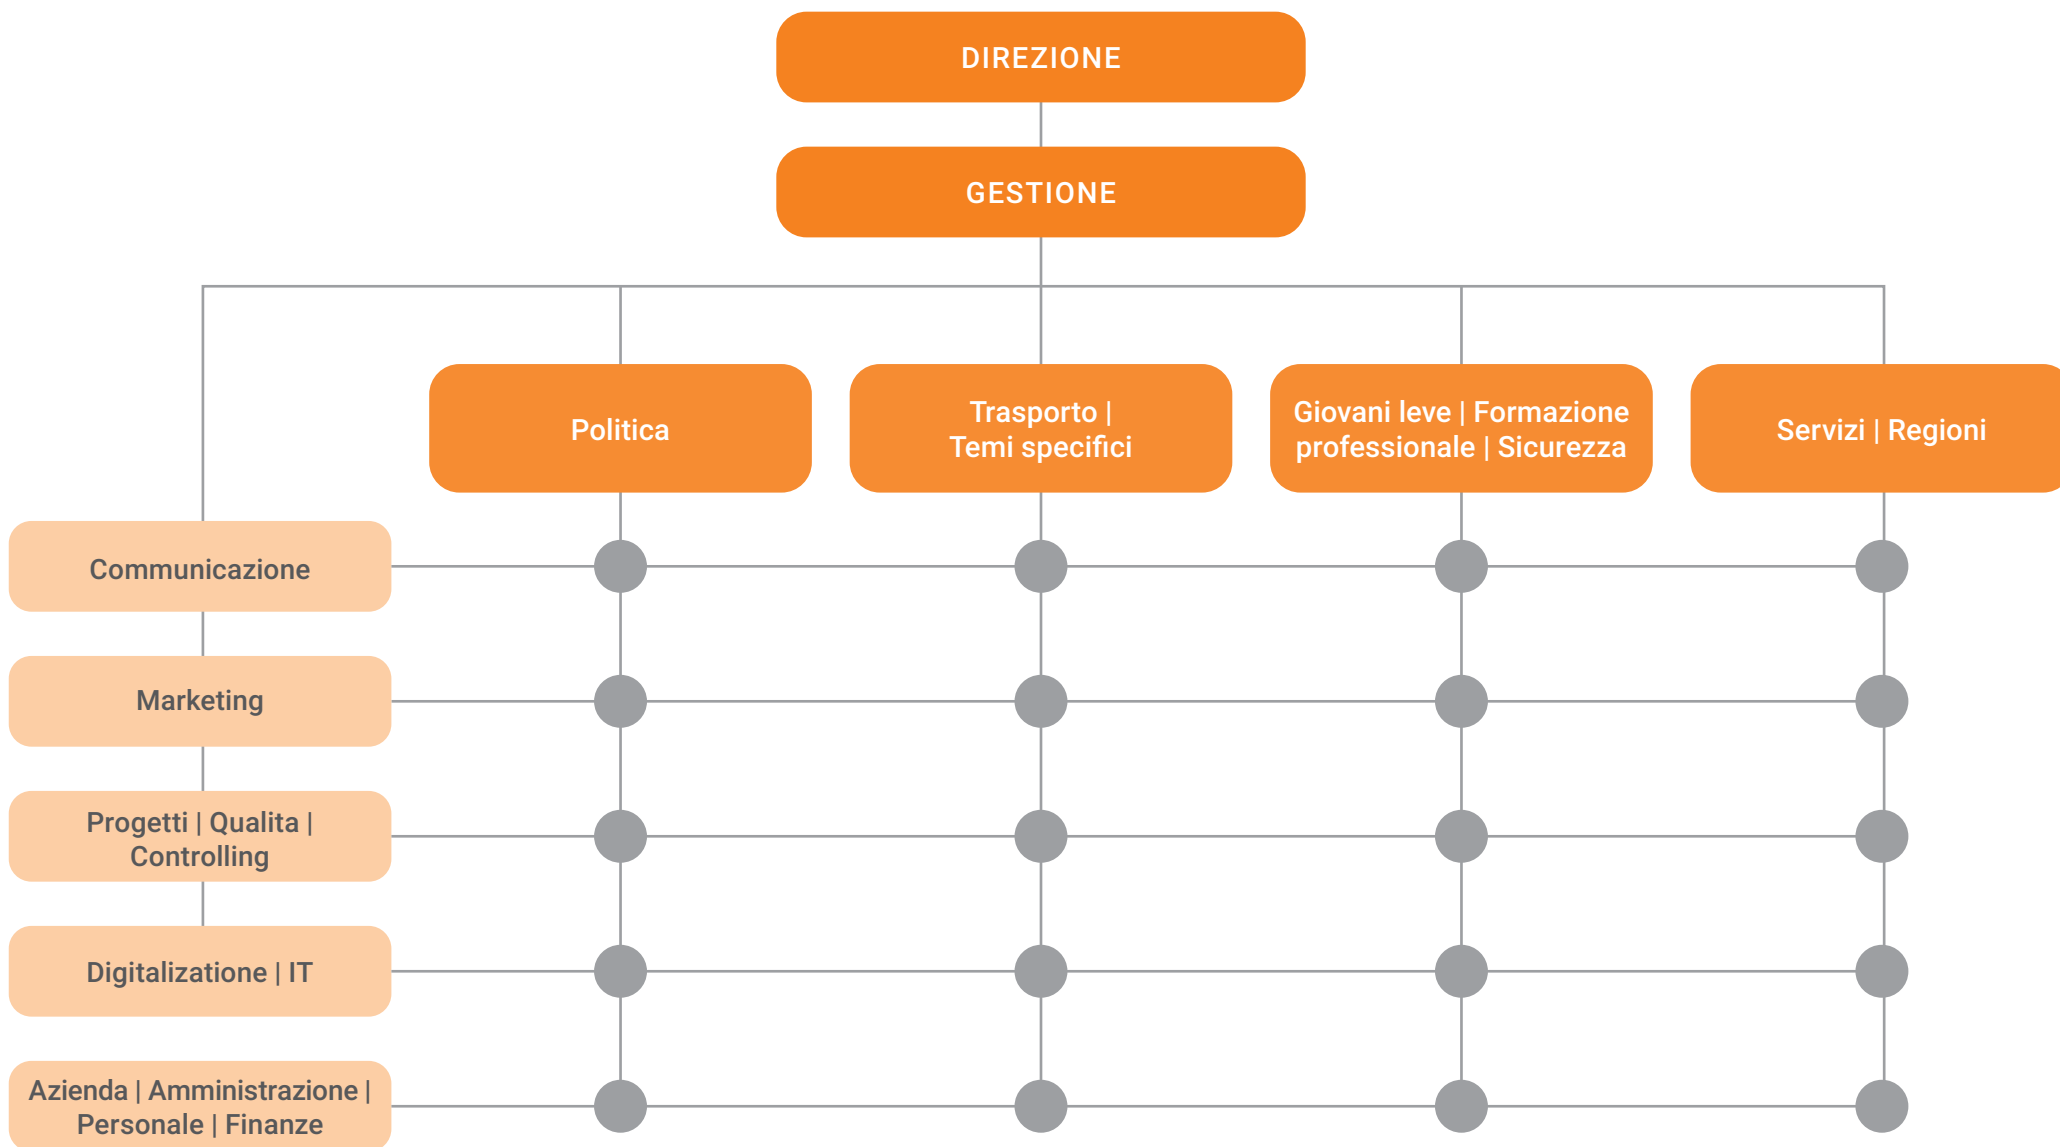 DIREZIONE
GESTIONE
Politica
Trasporto |
Temi specifici
Giovani leve | Formazione
professionale | Sicurezza
Servizi | Regioni
Communicazione
Marketing
Progetti | Qualita |
Controlling
Digitalizatione | IT
Azienda | Amministrazione |
Personale | Finanze